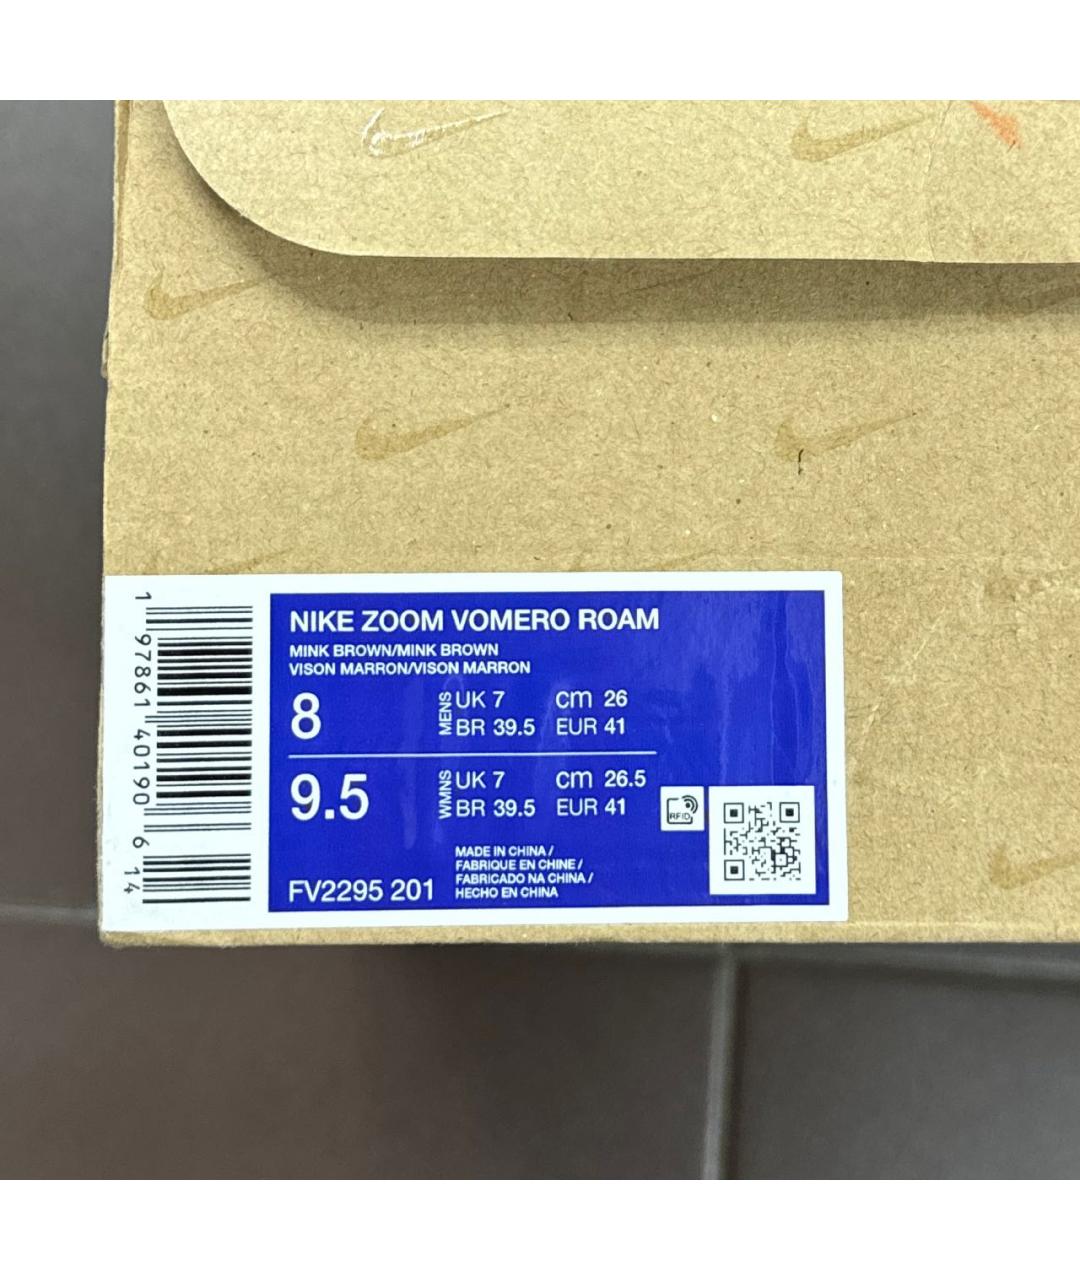 NIKE ZOOM VOMERO ROAM
MINK BROWN/MINK BROWN
VISON MARRON/VISON MARRON
8 MENS UK 7 cm 26
BR 39.5 EUR 41
9.5 WMNS UK 7 cm 26.5
BR 39.5 EUR 41
RFID
MADE IN CHINA /
FABRIQUE EN CHINE /
FABRICADO NA CHINA /
HECHO EN CHINA
FV2295 201
1 97861 40190 6 14